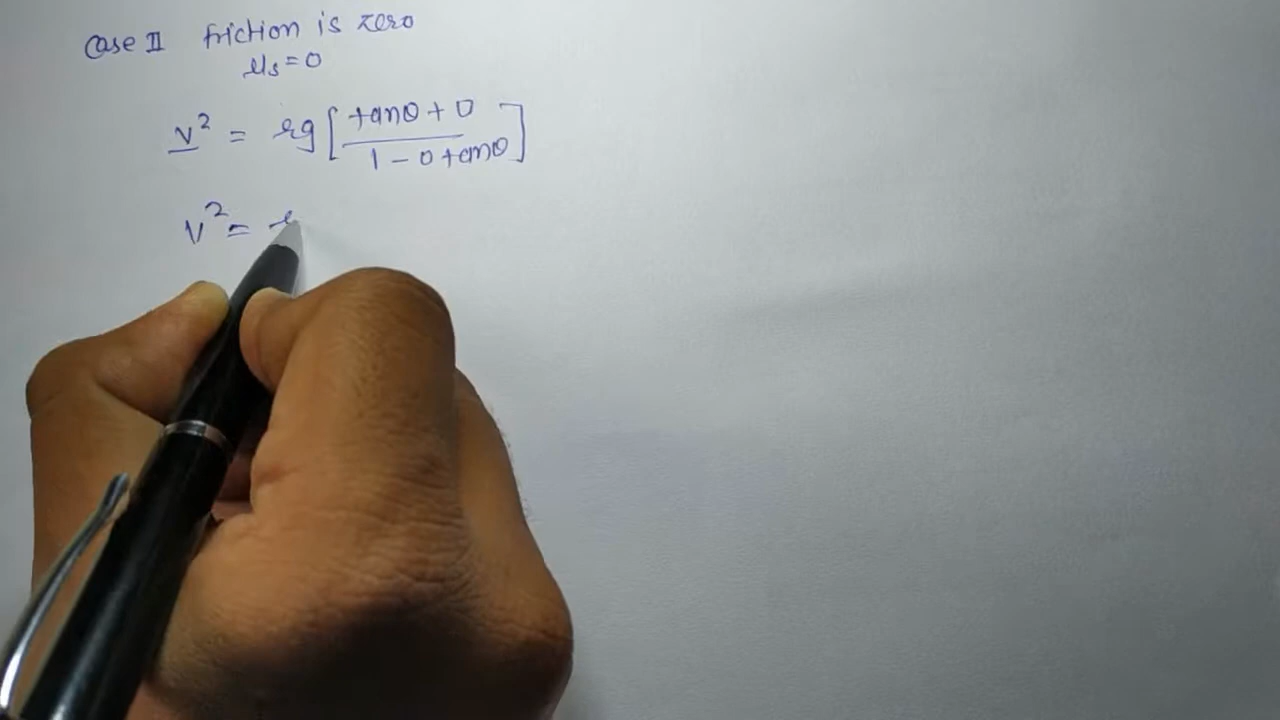 Case II friction is zero
μs = 0
v² = rg [ tanθ + 0 / 1 - 0 tanθ ]
v² = r